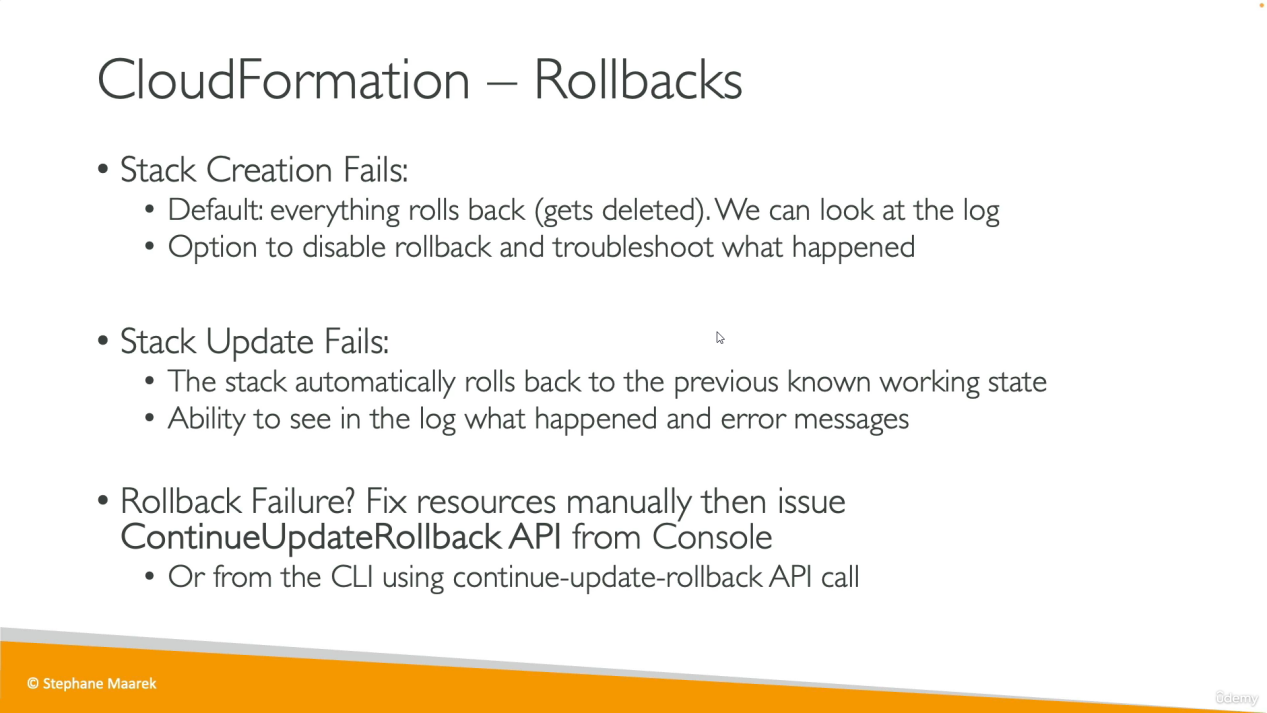 CloudFormation – Rollbacks
• Stack Creation Fails:
• Default: everything rolls back (gets deleted). We can look at the log
• Option to disable rollback and troubleshoot what happened
• Stack Update Fails:
• The stack automatically rolls back to the previous known working state
• Ability to see in the log what happened and error messages
• Rollback Failure? Fix resources manually then issue
ContinueUpdateRollback API from Console
• Or from the CLI using continue-update-rollback API call
© Stephane Maarek
ûdemy